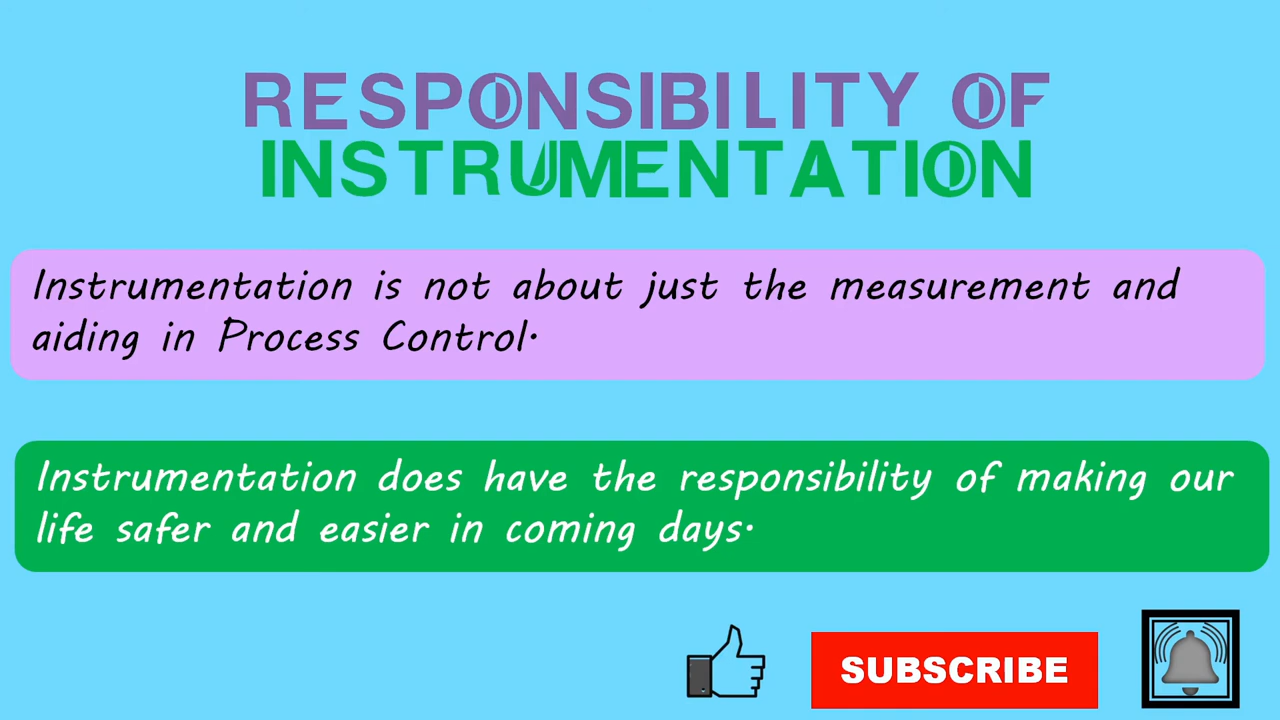 RESPONSIBILITY OF
INSTRUMENTATION
Instrumentation is not about just the measurement and
aiding in Process Control.
Instrumentation does have the responsibility of making our
life safer and easier in coming days.
SUBSCRIBE